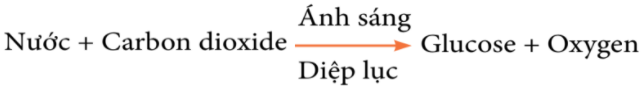 Ánh sáng
Nước + Carbon dioxide → Glucose + Oxygen
Diệp lục